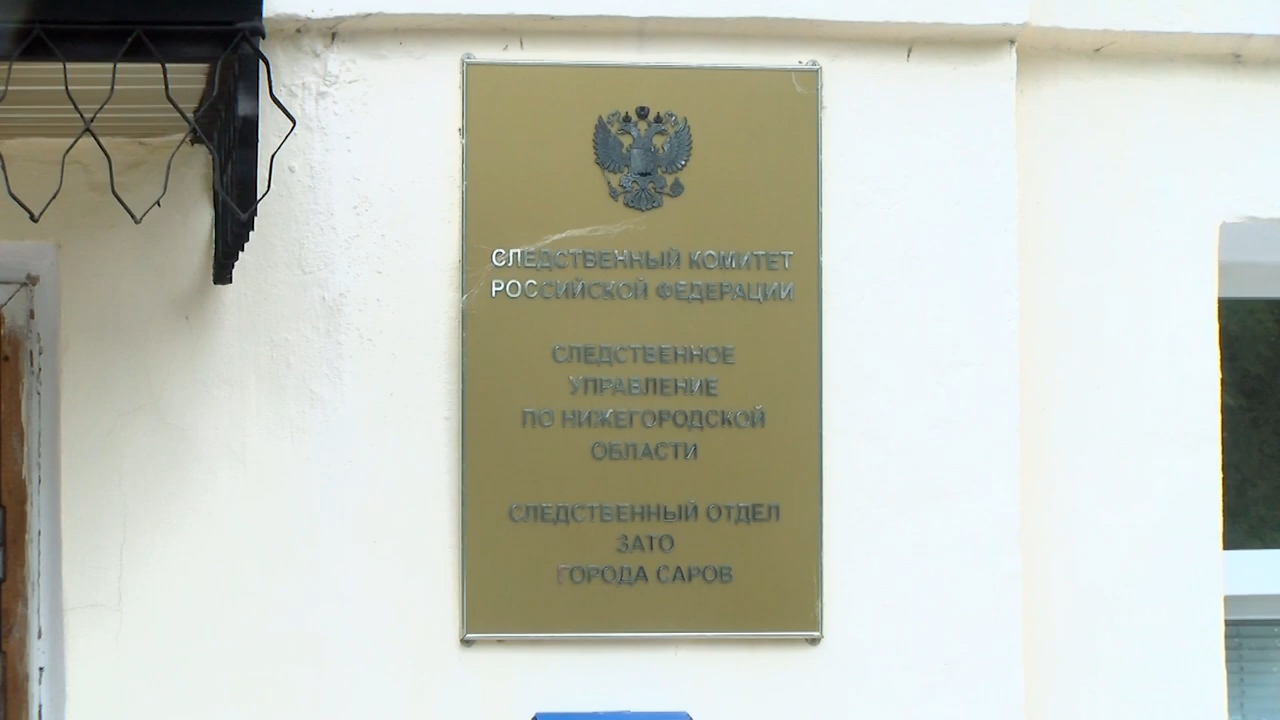 СЛЕДСТВЕННЫЙ КОМИТЕТ
РОССИЙСКОЙ ФЕДЕРАЦИИ
СЛЕДСТВЕННОЕ
УПРАВЛЕНИЕ
ПО НИЖЕГОРОДСКОЙ
ОБЛАСТИ
СЛЕДСТВЕННЫЙ ОТДЕЛ
ЗАТО
ГОРОДА САРОВ